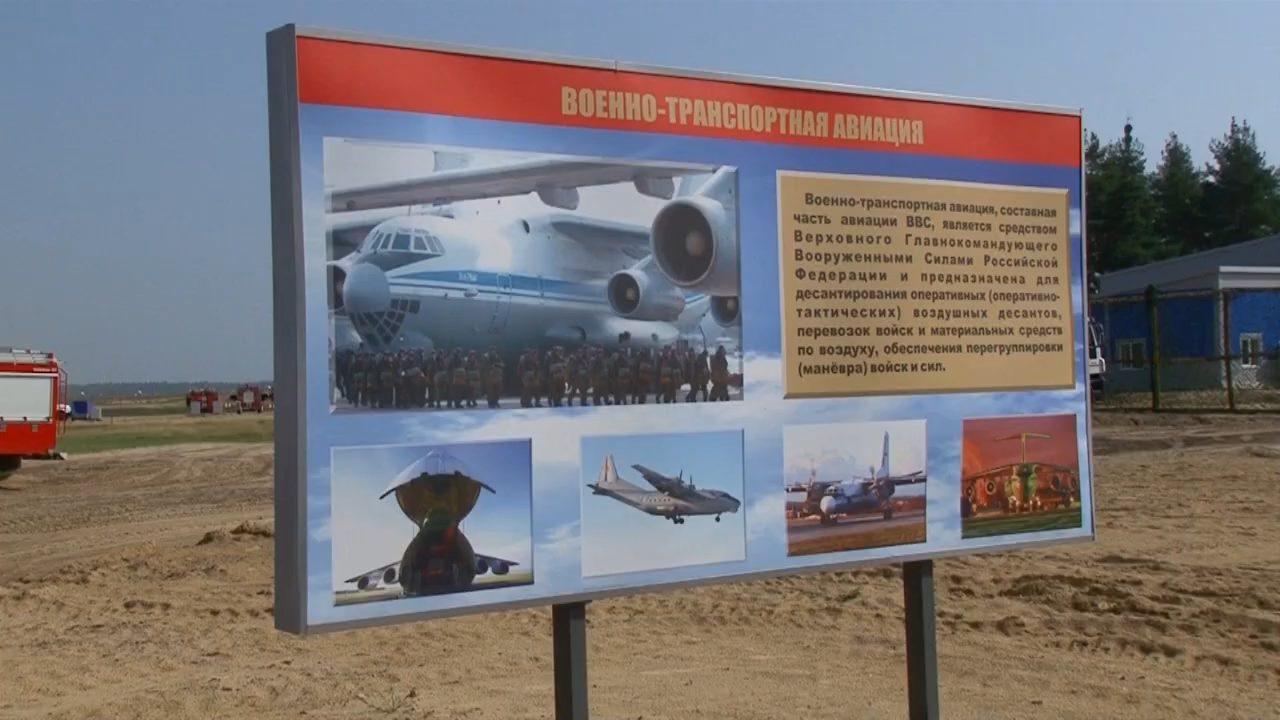 ВОЕННО-ТРАНСПОРТНАЯ АВИАЦИЯ
Военно-транспортная авиация, составная
часть авиации ВВС, является средством
Верховного Главнокомандующего
Вооруженными Силами Российской
Федерации и предназначена для
десантирования оперативных (оперативно-
тактических) воздушных десантов,
перевозок войск и материальных средств
по воздуху, обеспечения перегруппировки
(манёвра) войск и сил.